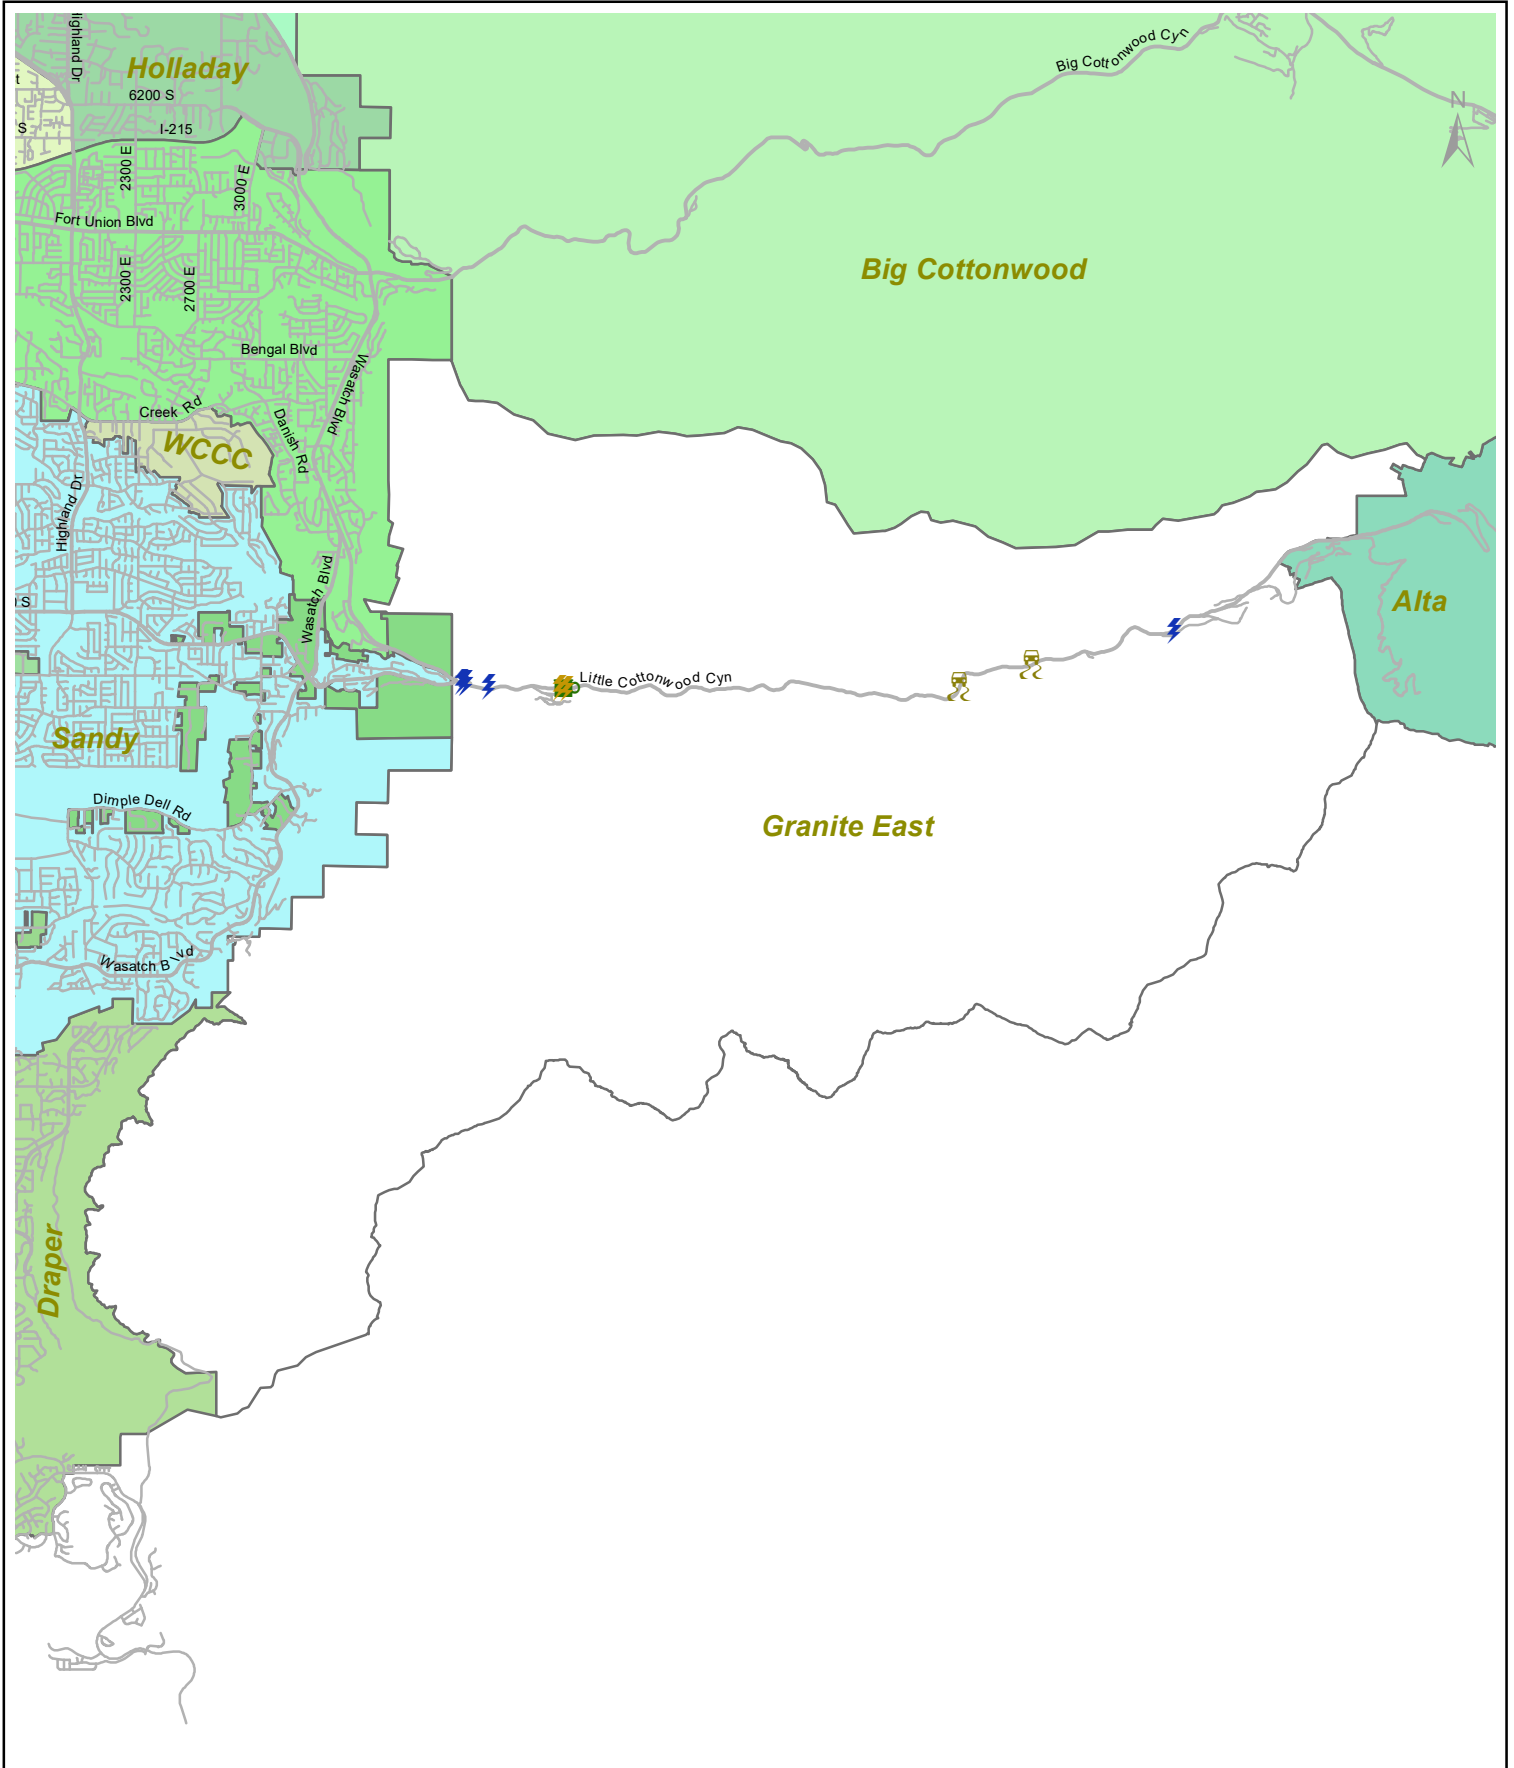 Highland Dr
Holladay
6200 S
I-215
t
S
2300 E
3000 E
Fort Union Blvd
2300 E
2700 E
Big Cottonwood Cyn
N
Big Cottonwood
Bengal Blvd
Wasatch Blvd
Creek Rd
Danish Rd
WCCC
Highland Dr
Wasatch Blvd
S
Alta
Little Cottonwood Cyn
Sandy
Dimple Dell Rd
Granite East
Wasatch Blvd
Draper